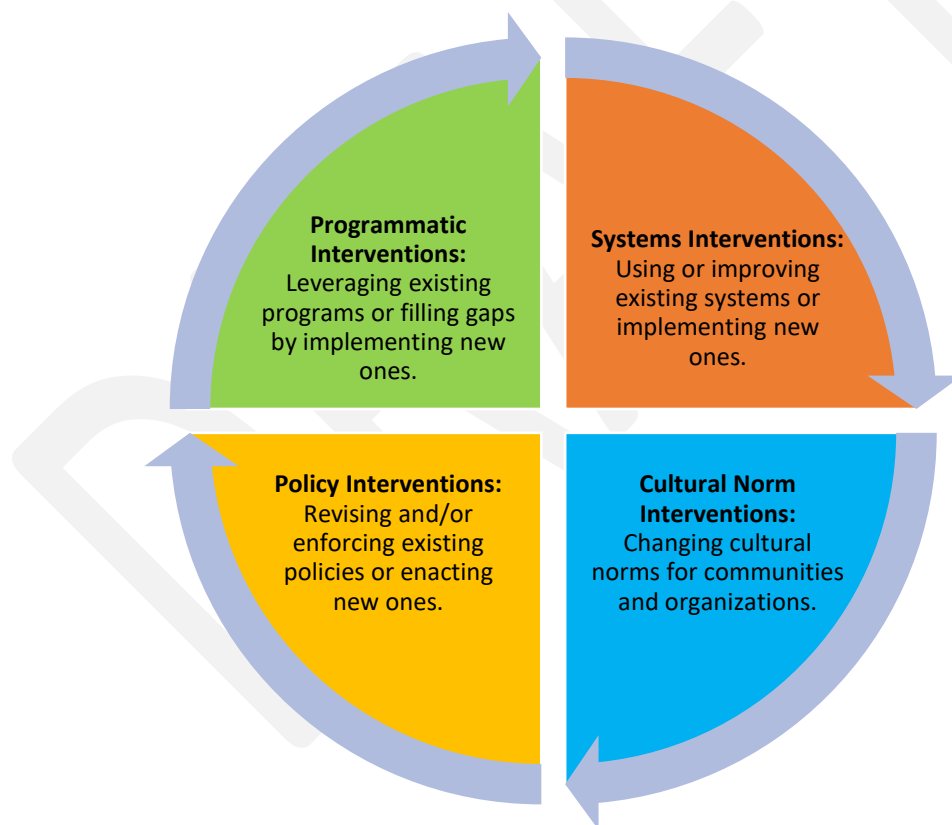 Programmatic
Interventions:
Leveraging existing
programs or filling gaps
by implementing new
ones.
Systems Interventions:
Using or improving
existing systems or
implementing new
ones.
Policy Interventions:
Revising and/or
enforcing existing
policies or enacting
new ones.
Cultural Norm
Interventions:
Changing cultural
norms for communities
and organizations.